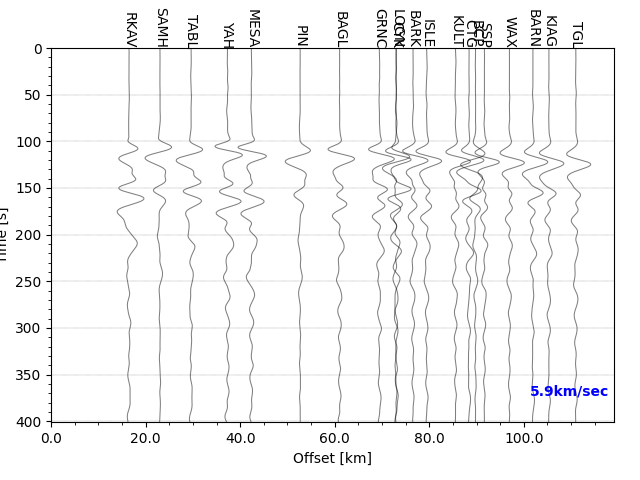 RKAV
SAMH
TABL
YAH
MESA
PIN
BAGL
GRNC
BARK
ISLE
KULT
CTG
SSP
WAX
BARN
KIAG
TGL
0
50
100
150
200
250
300
350
400
Time [s]
5.9km/sec
0.0 20.0 40.0 60.0 80.0 100.0
Offset [km]